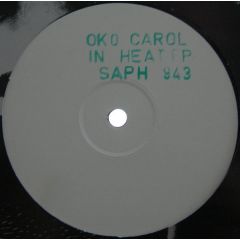 OKO CAROL
IN HEAT EP
SAPH 943